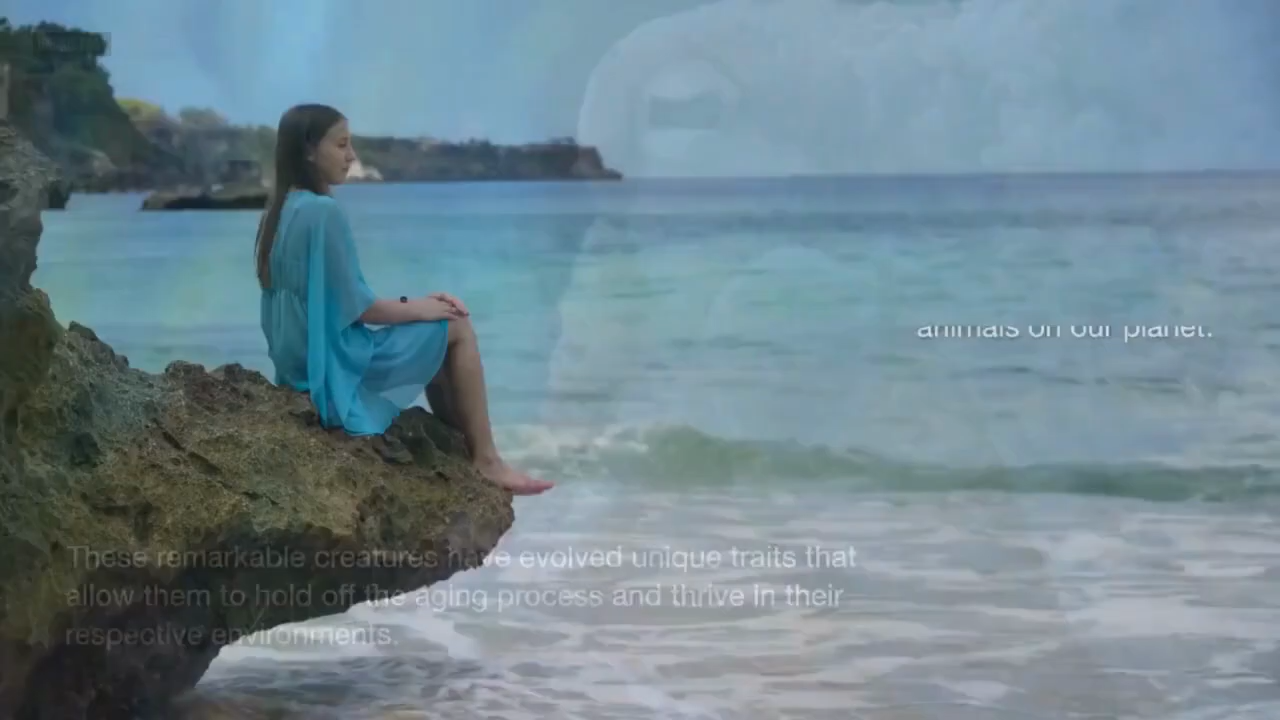 animals on our planet.
These remarkable creatures have evolved unique traits that
allow them to hold off the aging process and thrive in their
respective environments.